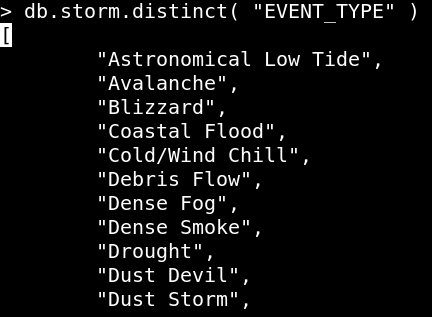 > db.storm.distinct( "EVENT_TYPE" )
[
"Astronomical Low Tide",
"Avalanche",
"Blizzard",
"Coastal Flood",
"Cold/Wind Chill",
"Debris Flow",
"Dense Fog",
"Dense Smoke",
"Drought",
"Dust Devil",
"Dust Storm",